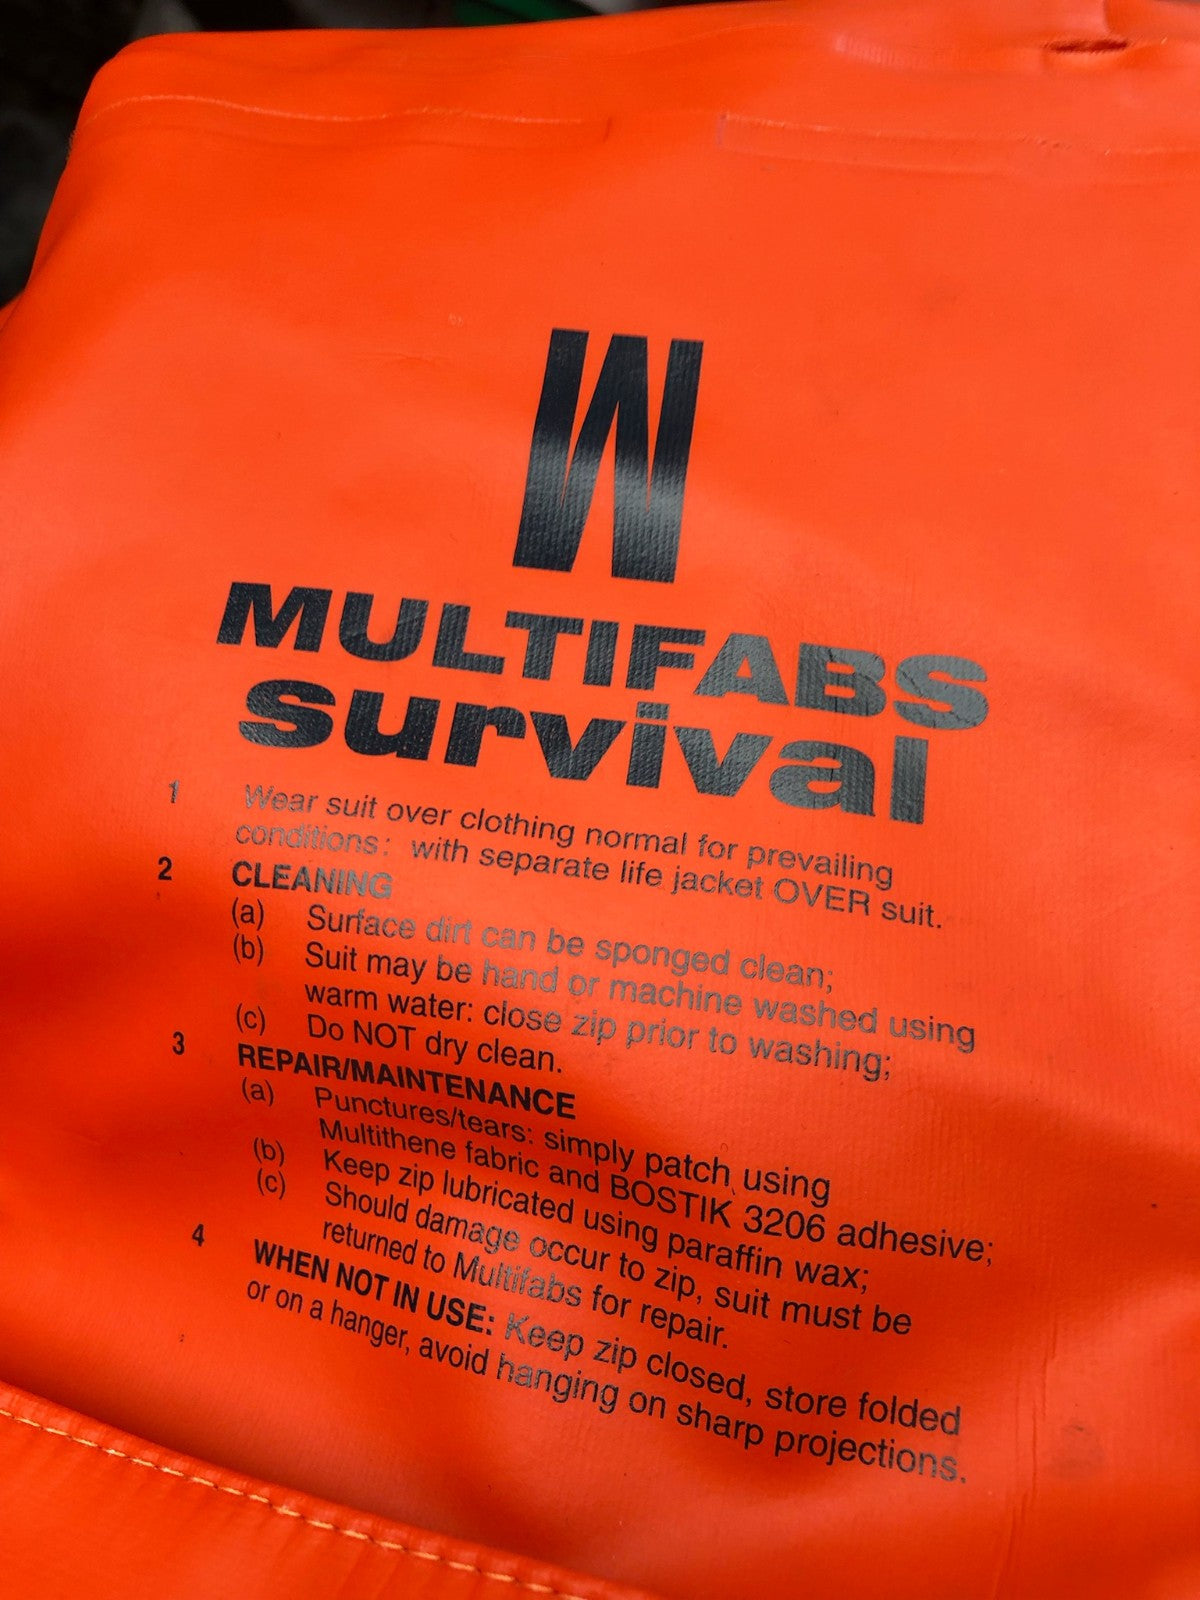 MULTIFABS
survival
1 Wear suit over clothing normal for prevailing
conditions: with separate life jacket OVER suit.
2 CLEANING
(a) Surface dirt can be sponged clean;
(b) Suit may be hand or machine washed using
warm water: close zip prior to washing;
(c) Do NOT dry clean.
3 REPAIR/MAINTENANCE
(a) Punctures/tears: simply patch using
Multithene fabric and BOSTIK 3206 adhesive;
(b) Keep zip lubricated using paraffin wax;
(c) Should damage occur to zip, suit must be
returned to Multifabs for repair.
4 WHEN NOT IN USE: Keep zip closed, store folded
or on a hanger, avoid hanging on sharp projections.